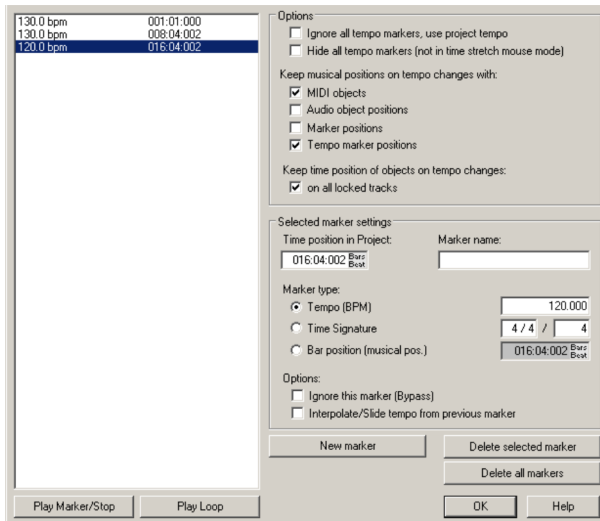 130.0 bpm 001:01:000
130.0 bpm 008:04:002
120.0 bpm 016:04:002
Play Marker/Stop
Play Loop
Options
Ignore all tempo markers, use project tempo
Hide all tempo markers (not in time stretch mouse mode)
Keep musical positions on tempo changes with:
MIDI objects
Audio object positions
Marker positions
Tempo marker positions
Keep time position of objects on tempo changes:
on all locked tracks
Selected marker settings
Time position in Project: Marker name:
016:04:002 Bars Beat
Marker type:
Tempo (BPM) 120.000
Time Signature 4 / 4 / 4
Bar position (musical pos.) 016:04:002 Bars Beat
Options:
Ignore this marker (Bypass)
Interpolate/Slide tempo from previous marker
New marker Delete selected marker
Delete all markers
OK Help